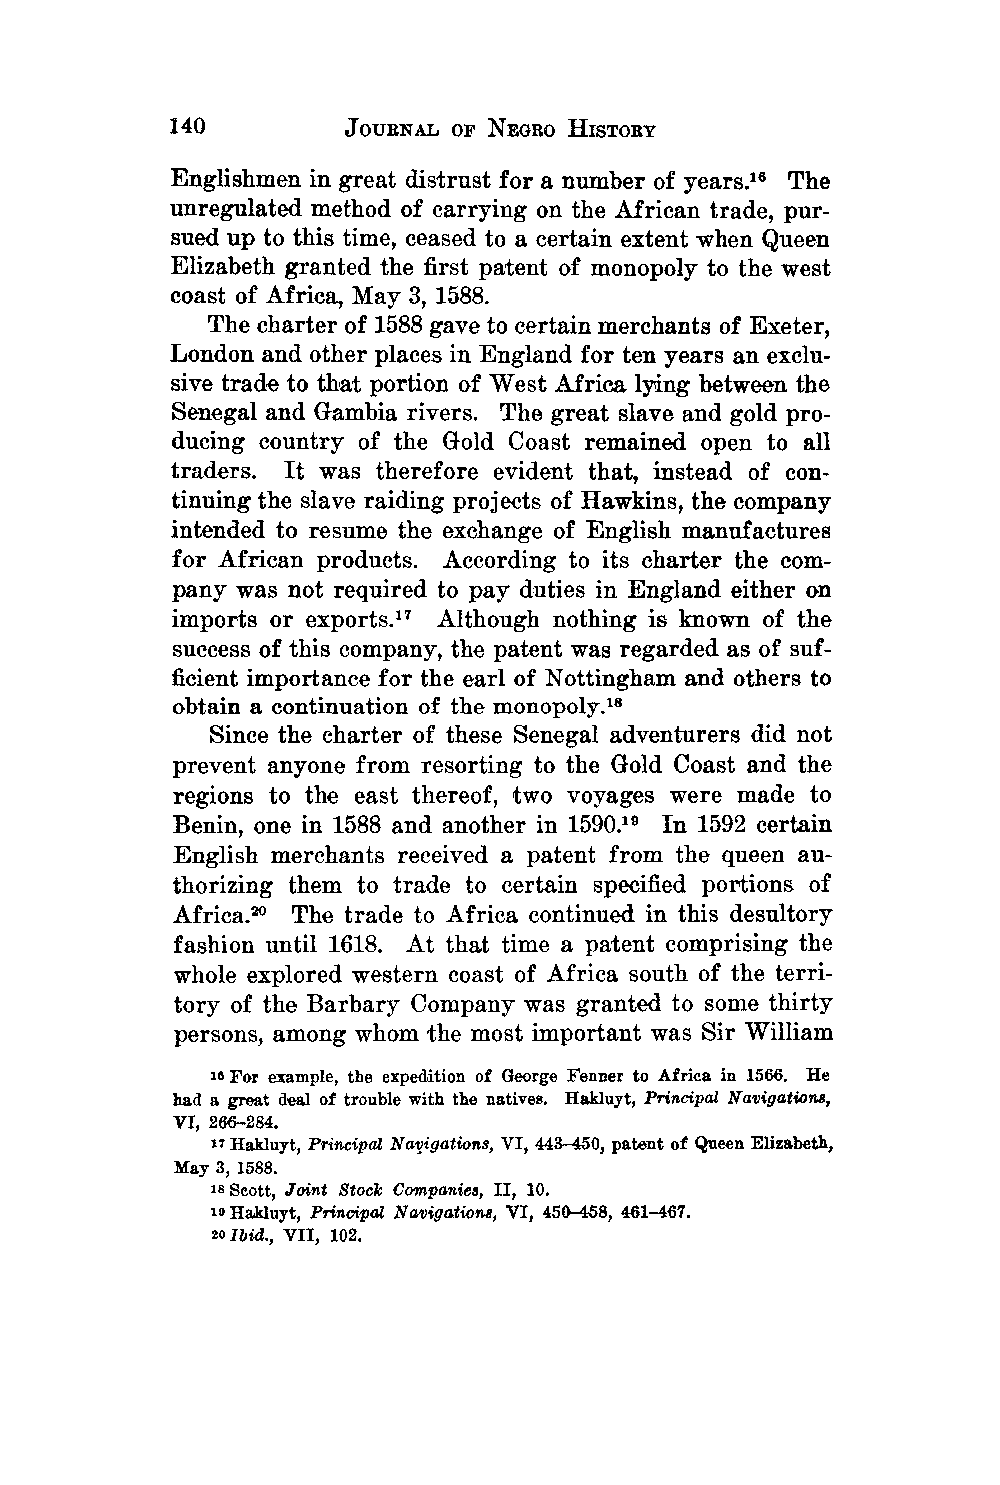 140 JOURNAL OF NEGRO HISTORY
Englishmen in great distrust for a number of years.¹⁶ The
unregulated method of carrying on the African trade, pur-
sued up to this time, ceased to a certain extent when Queen
Elizabeth granted the first patent of monopoly to the west
coast of Africa, May 3, 1588.
The charter of 1588 gave to certain merchants of Exeter,
London and other places in England for ten years an exclu-
sive trade to that portion of West Africa lying between the
Senegal and Gambia rivers. The great slave and gold pro-
ducing country of the Gold Coast remained open to all
traders. It was therefore evident that, instead of con-
tinuing the slave raiding projects of Hawkins, the company
intended to resume the exchange of English manufactures
for African products. According to its charter the com-
pany was not required to pay duties in England either on
imports or exports.¹⁷ Although nothing is known of the
success of this company, the patent was regarded as of suf-
ficient importance for the earl of Nottingham and others to
obtain a continuation of the monopoly.¹⁸
Since the charter of these Senegal adventurers did not
prevent anyone from resorting to the Gold Coast and the
regions to the east thereof, two voyages were made to
Benin, one in 1588 and another in 1590.¹⁹ In 1592 certain
English merchants received a patent from the queen au-
thorizing them to trade to certain specified portions of
Africa.²⁰ The trade to Africa continued in this desultory
fashion until 1618. At that time a patent comprising the
whole explored western coast of Africa south of the terri-
tory of the Barbary Company was granted to some thirty
persons, among whom the most important was Sir William
¹⁶ For example, the expedition of George Fenner to Africa in 1566. He
had a great deal of trouble with the natives. Hakluyt, Principal Navigations,
VI, 266–284.
¹⁷ Hakluyt, Principal Navigations, VI, 443–450, patent of Queen Elizabeth,
May 3, 1588.
¹⁸ Scott, Joint Stock Companies, II, 10.
¹⁹ Hakluyt, Principal Navigations, VI, 450–458, 461–467.
²⁰ Ibid., VII, 102.